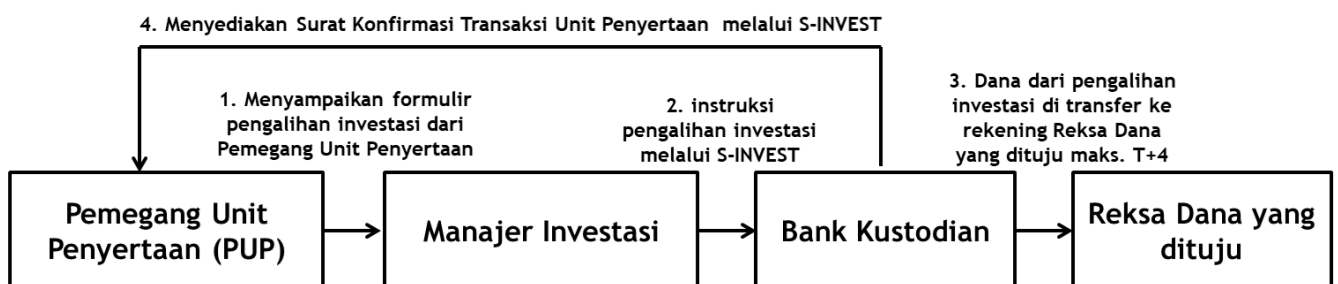 4. Menyediakan Surat Konfirmasi Transaksi Unit Penyertaan melalui S-INVEST
1. Menyampaikan formulir
pengalihan investasi dari
Pemegang Unit Penyertaan
2. instruksi
pengalihan investasi
melalui S-INVEST
3. Dana dari pengalihan
investasi di transfer ke
rekening Reksa Dana
yang dituju maks. T+4
Pemegang Unit
Penyertaan (PUP)
Manajer Investasi
Bank Kustodian
Reksa Dana yang
dituju